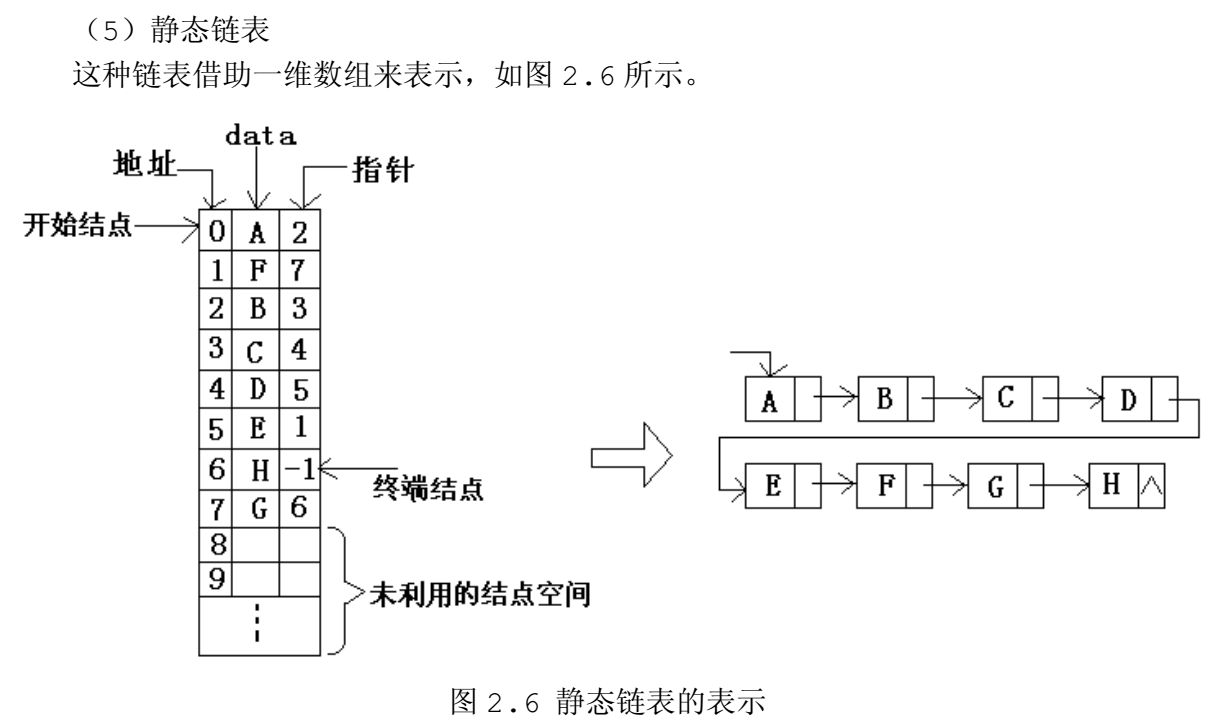 （5）静态链表
这种链表借助一维数组来表示，如图 2.6 所示。
data
地址
指针
开始结点
0 A 2
1 F 7
2 B 3
3 C 4
4 D 5
5 E 1
6 H -1
终端结点
7 G 6
8
9
未利用的结点空间
A B C D
E F G H ∧
图 2.6 静态链表的表示